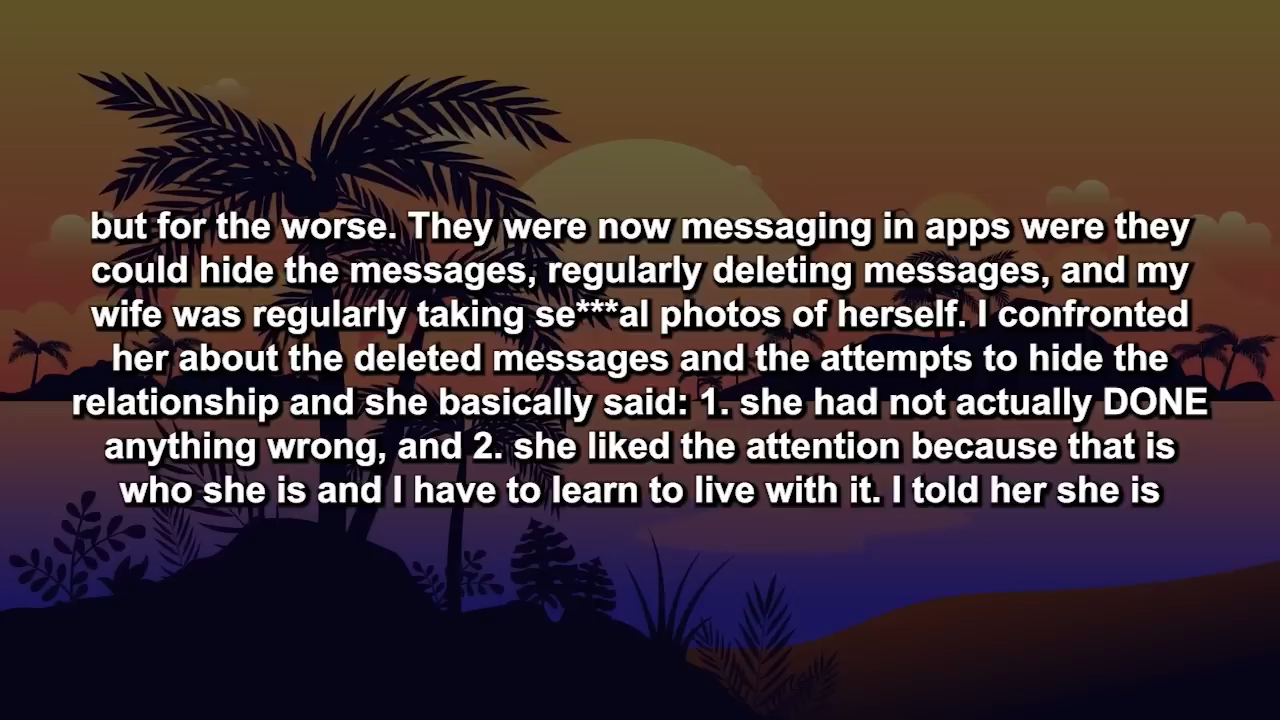 but for the worse. They were now messaging in apps were they
could hide the messages, regularly deleting messages, and my
wife was regularly taking se***al photos of herself. I confronted
her about the deleted messages and the attempts to hide the
relationship and she basically said: 1. she had not actually DONE
anything wrong, and 2. she liked the attention because that is
who she is and I have to learn to live with it. I told her she is